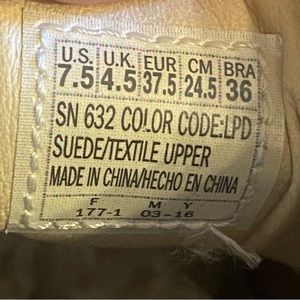 U.S. U.K. EUR CM BRA
7.5 4.5 37.5 24.5 36
SN 632 COLOR CODE:LPD
SUEDE/TEXTILE UPPER
MADE IN CHINA/HECHO EN CHINA
F M Y
177-1 03-16